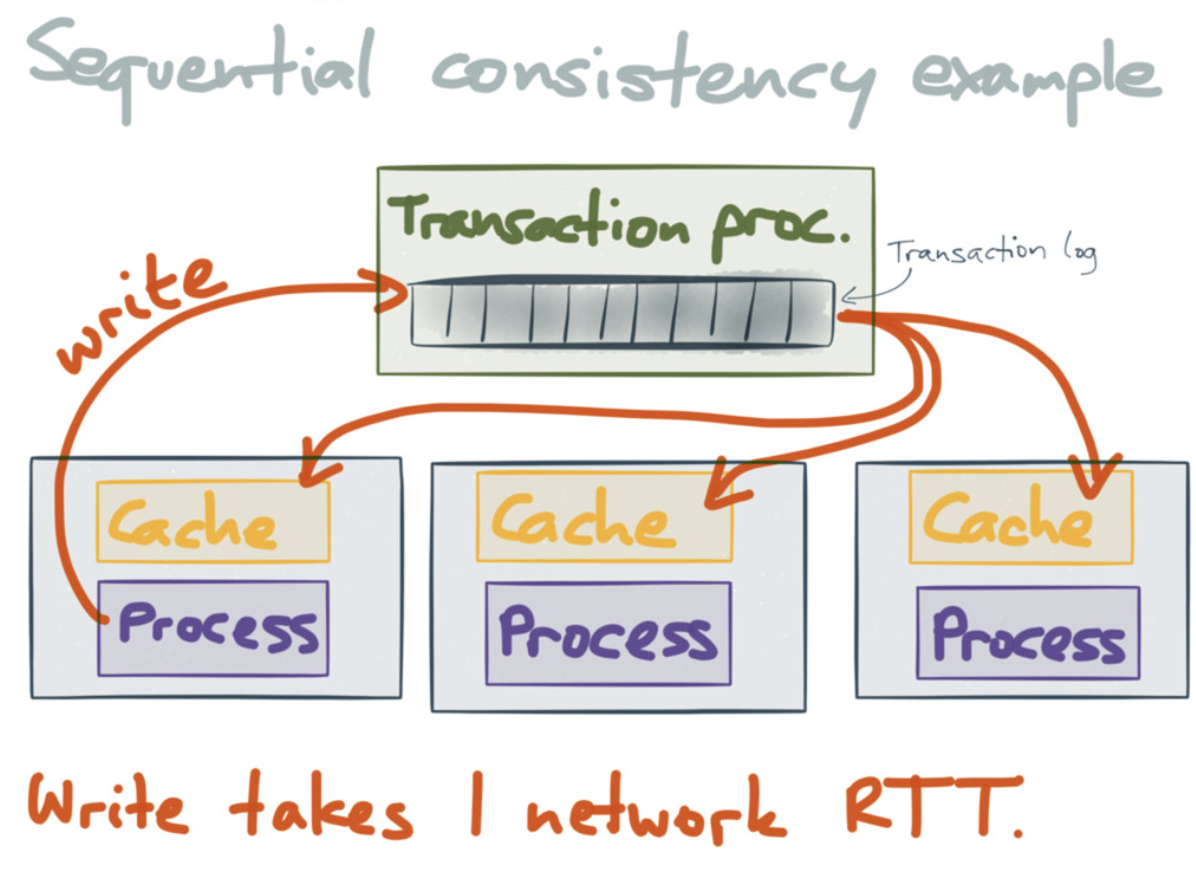 Sequential consistency example
Transaction proc.
Transaction log
write
Cache
Process
Cache
Process
Cache
Process
Write takes 1 network RTT.